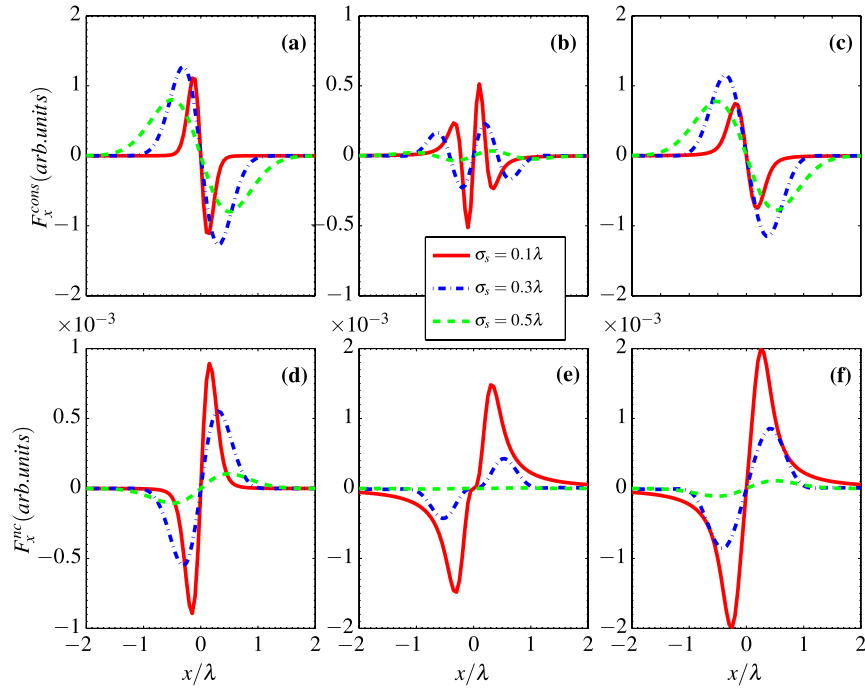 2
1
0
−1
−2
F_x^{cons}(arb.units)
(a)
1
0.5
0
−0.5
−1
(b)
2
1
0
−1
−2
(c)
σ_s = 0.1λ
σ_s = 0.3λ
σ_s = 0.5λ
×10^{−3}
1
0.5
0
−0.5
−1
F_x^{nc}(arb.units)
(d)
−2 −1 0 1 2
x/λ
×10^{−3}
2
1
0
−1
−2
(e)
−2 −1 0 1 2
x/λ
×10^{−3}
2
1
0
−1
−2
(f)
−2 −1 0 1 2
x/λ